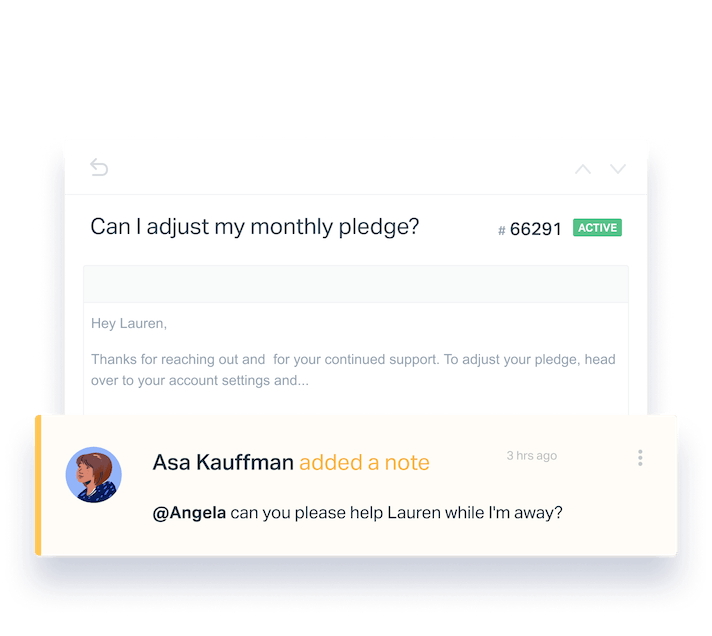 Can I adjust my monthly pledge? # 66291 ACTIVE
Hey Lauren,
Thanks for reaching out and  for your continued support. To adjust your pledge, head
over to your account settings and...
Asa Kauffman added a note 3 hrs ago
@Angela can you please help Lauren while I'm away?